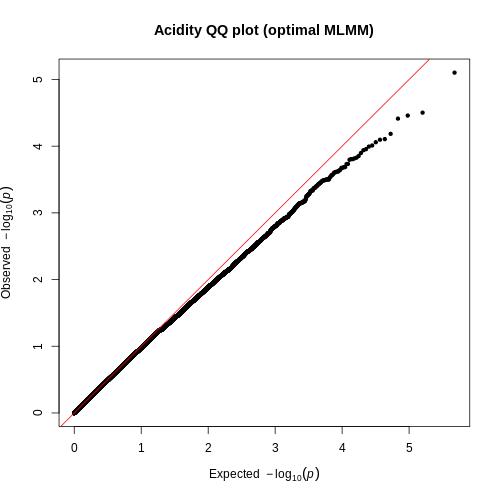 Acidity QQ plot (optimal MLMM)
Observed −log₁₀(p)
5
4
3
2
1
0
0 1 2 3 4 5
Expected −log₁₀(p)